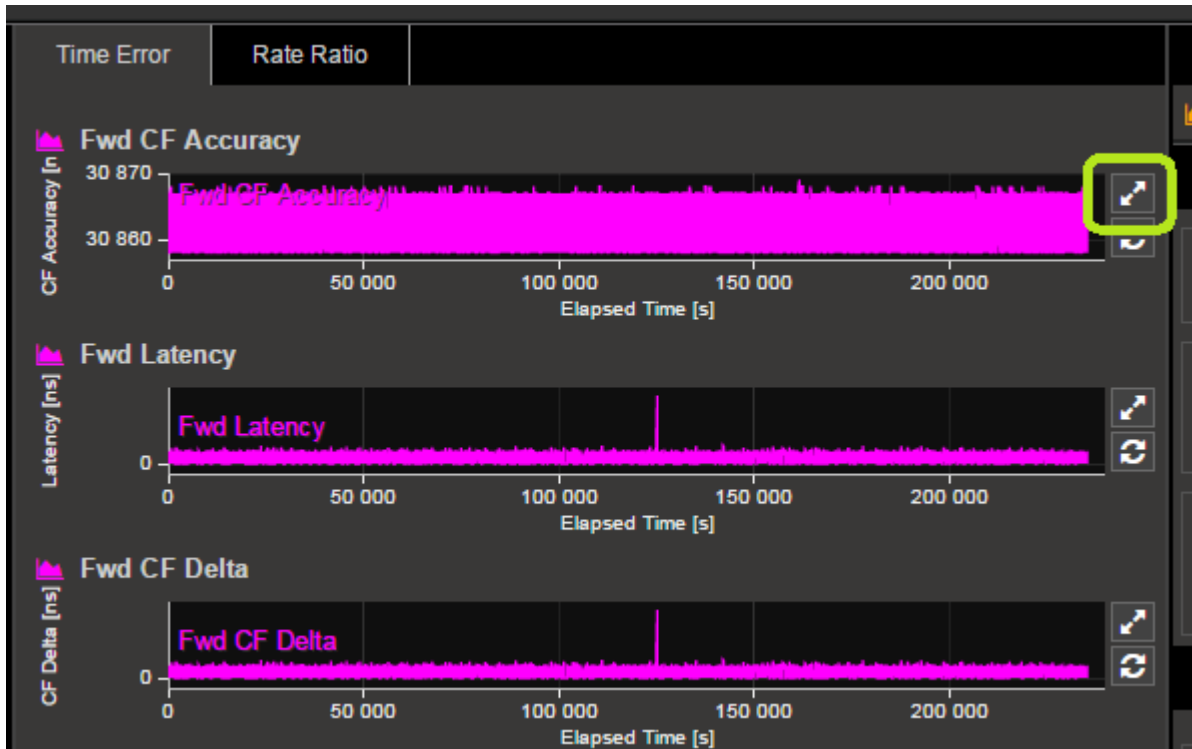 Time Error Rate Ratio
Fwd CF Accuracy
CF Accuracy [n
30 870
Fwd CF Accuracy
30 860
0 50 000 100 000 150 000 200 000
Elapsed Time [s]
Fwd Latency
Latency [ns]
Fwd Latency
0
0 50 000 100 000 150 000 200 000
Elapsed Time [s]
Fwd CF Delta
CF Delta [ns]
Fwd CF Delta
0
0 50 000 100 000 150 000 200 000
Elapsed Time [s]